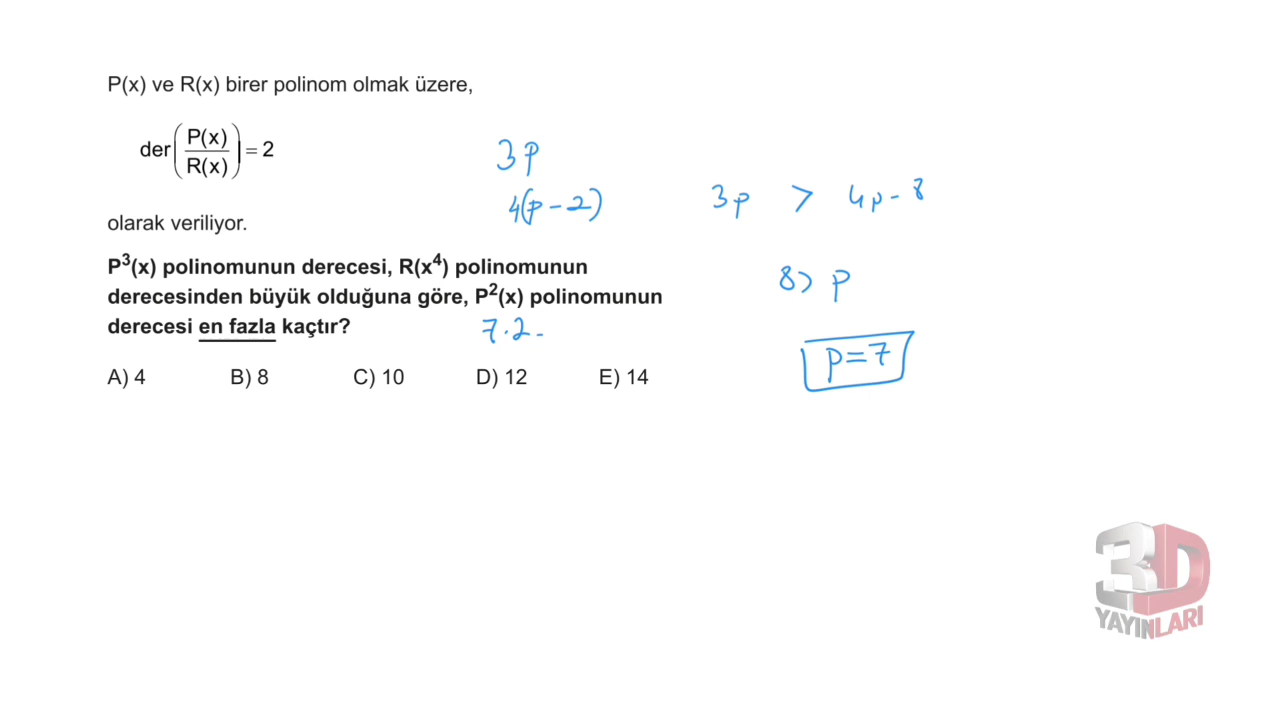 P(x) ve R(x) birer polinom olmak üzere,
der(P(x)/R(x)) = 2
olarak veriliyor.
P³(x) polinomunun derecesi, R(x⁴) polinomunun
derecesinden büyük olduğuna göre, P²(x) polinomunun
derecesi en fazla kaçtır?
A) 4 B) 8 C) 10 D) 12 E) 14
3p
4(p-2)
3p > 4p-8
8 > p
p=7
7.2
3D
YAYINLARI